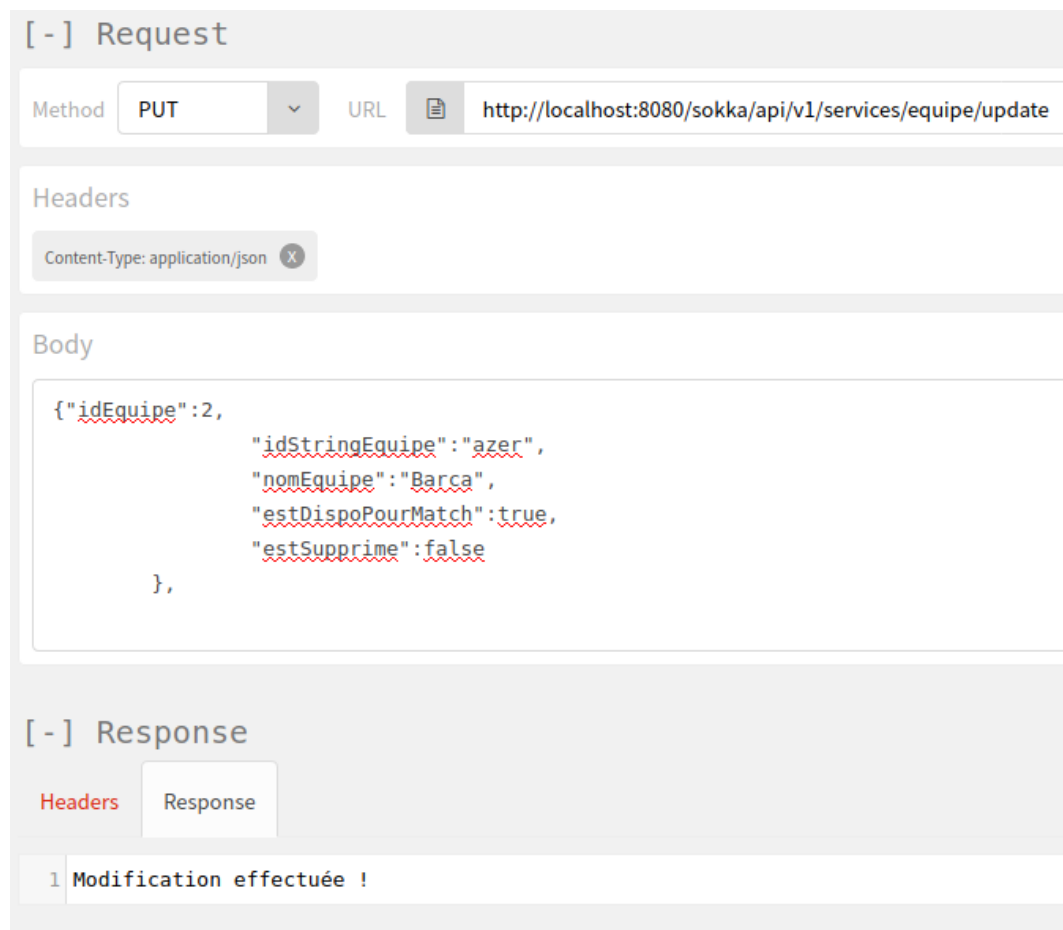 [-] Request
Method PUT URL http://localhost:8080/sokka/api/v1/services/equipe/update
Headers
Content-Type: application/json X
Body
{"idEquipe":2,
"idStringEquipe":"azer",
"nomEquipe":"Barca",
"estDispoPourMatch":true,
"estSupprime":false
},
[-] Response
Headers Response
1 Modification effectuée !